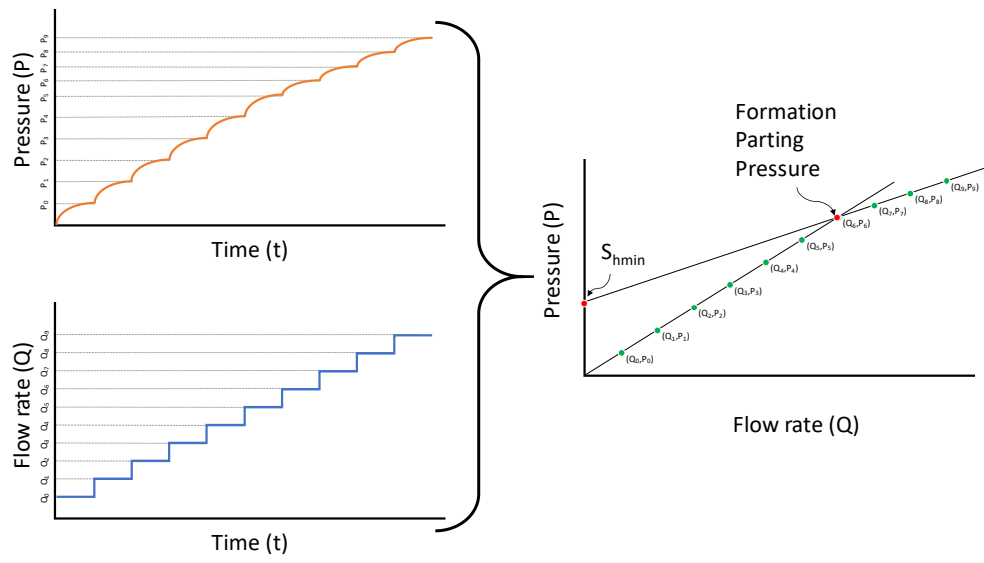 Pressure (P)
P₉
P₈
P₇
P₆
P₅
P₄
P₃
P₂
P₁
P₀
Time (t)
Flow rate (Q)
Q₉
Q₈
Q₇
Q₆
Q₅
Q₄
Q₃
Q₂
Q₁
Q₀
Time (t)
Formation
Parting
Pressure
Pressure (P)
Sₕₘᵢₙ
(Q₉,P₉)
(Q₈,P₈)
(Q₇,P₇)
(Q₆,P₆)
(Q₅,P₅)
(Q₄,P₄)
(Q₃,P₃)
(Q₂,P₂)
(Q₁,P₁)
(Q₀,P₀)
Flow rate (Q)